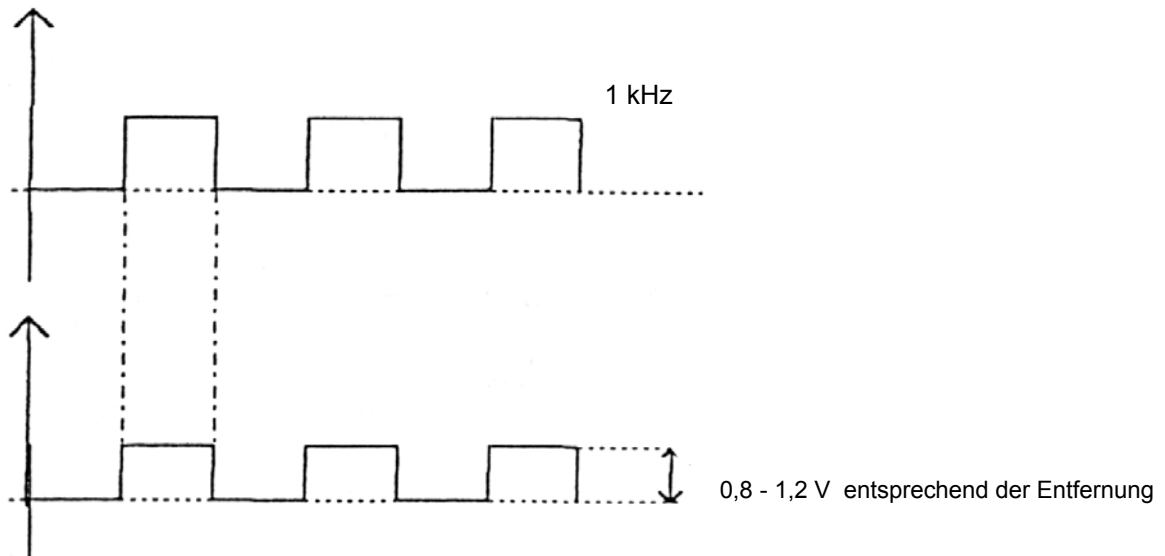 1 kHz
0,8 - 1,2 V entsprechend der Entfernung